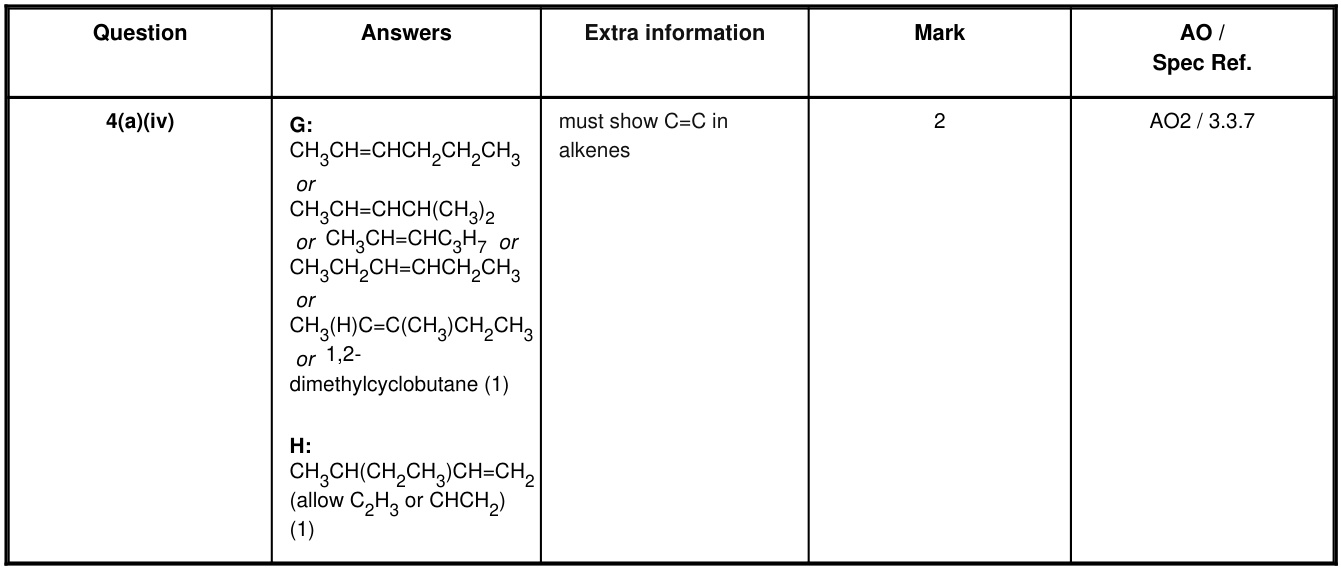 Question Answers Extra information Mark AO /
Spec Ref.
4(a)(iv) G: must show C=C in 2 AO2 / 3.3.7
CH₃CH=CHCH₂CH₂CH₃ alkenes
or
CH₃CH=CHCH(CH₃)₂
or CH₃CH=CHC₃H₇ or
CH₃CH₂CH=CHCH₂CH₃
or
CH₃(H)C=C(CH₃)CH₂CH₃
or 1,2-
dimethylcyclobutane (1)
H:
CH₃CH(CH₂CH₃)CH=CH₂
(allow C₂H₃ or CHCH₂)
(1)